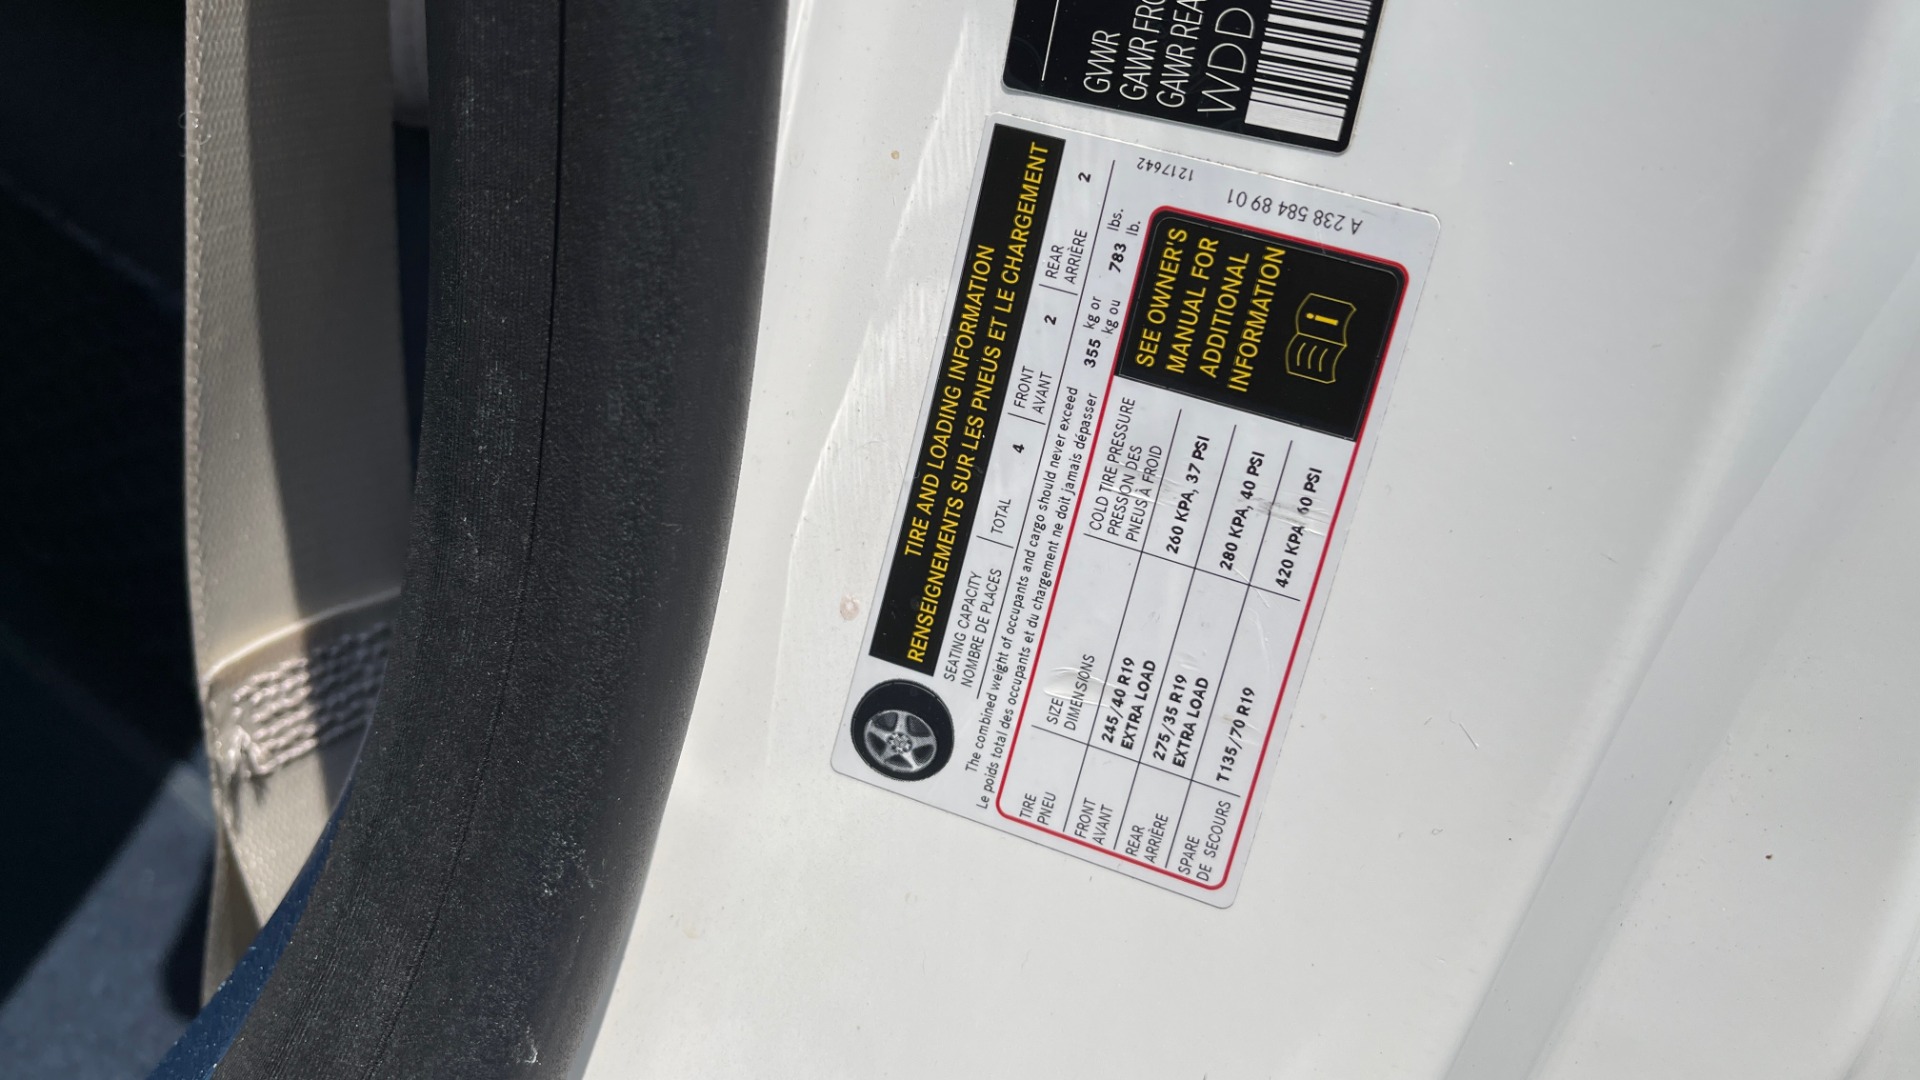 GVWR
GAWR
GAWR
WDD
TIRE AND LOADING INFORMATION
RENSEIGNEMENTS SUR LES PNEUS ET LE CHARGEMENT
SEATING CAPACITY
NOMBRE DE PLACES
TOTAL 4
FRONT
AVANT
2
REAR
ARRIÈRE
2
The combined weight of occupants and cargo should never exceed 355 kg or 783 lbs.
Le poids total des occupants et du chargement ne doit jamais dépasser kg ou lb.
TIRE
PNEU
SIZE
DIMENSIONS
COLD TIRE PRESSURE
PRESSION DES
PNEUS À FROID
FRONT
AVANT
245/40 R19
EXTRA LOAD
260 KPA, 37 PSI
REAR
ARRIÈRE
275/35 R19
EXTRA LOAD
280 KPA, 40 PSI
SPARE
DE SECOURS
T135/70 R19
420 KPA, 60 PSI
SEE OWNER'S
MANUAL FOR
ADDITIONAL
INFORMATION
i
1217642
A 238 584 89 01